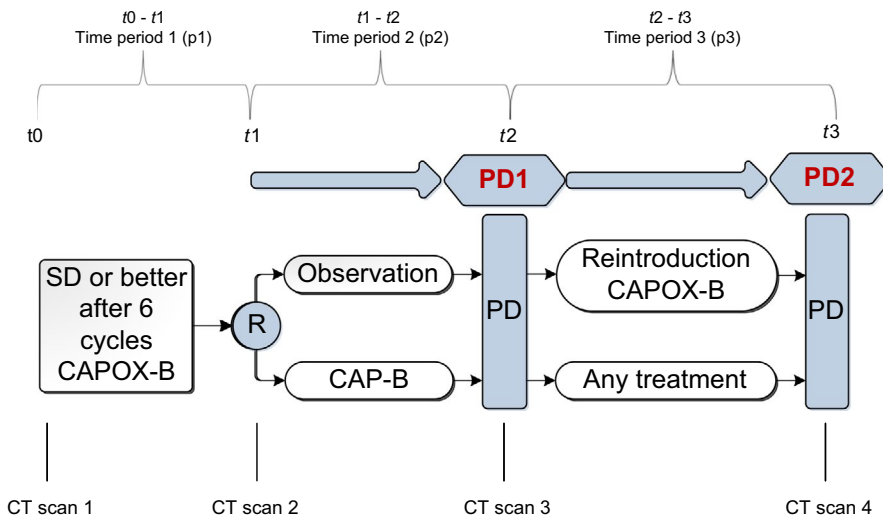 t0 - t1
Time period 1 (p1)
t1 - t2
Time period 2 (p2)
t2 - t3
Time period 3 (p3)
t0
t1
t2
t3
PD1
PD2
SD or better
after 6
cycles
CAPOX-B
R
Observation
CAP-B
PD
Reintroduction
CAPOX-B
Any treatment
PD
CT scan 1
CT scan 2
CT scan 3
CT scan 4